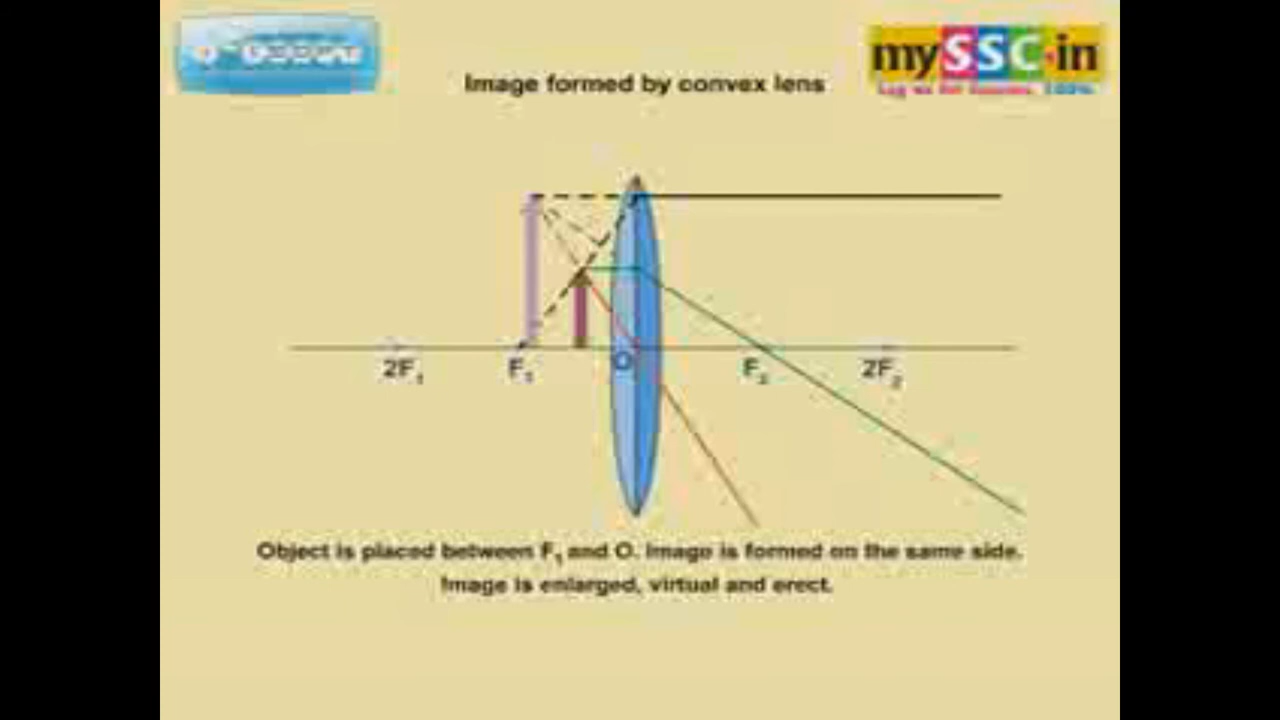 mySSC.in
Image formed by convex lens
2F₁ F₁ O F₂ 2F₂
Object is placed between F₁ and O. Image is formed on the same side.
Image is enlarged, virtual and erect.